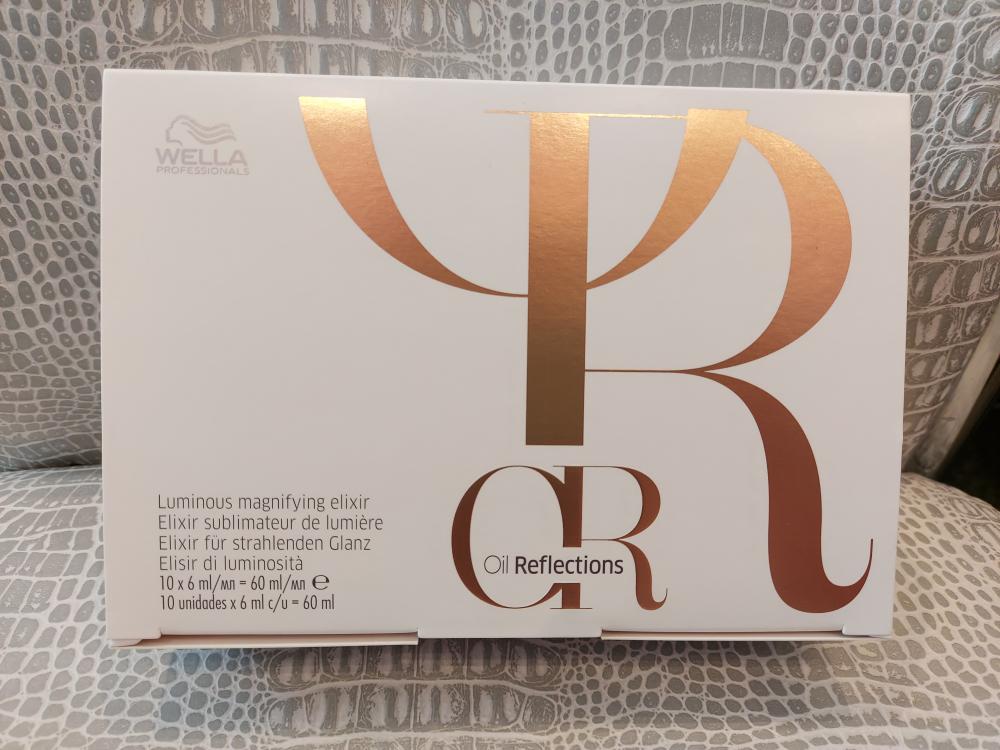 WELLA
PROFESSIONALS
Luminous magnifying elixir
Elixir sublimateur de lumière
Elixir für strahlenden Glanz
Elisir di luminosità
10 x 6 ml/мл = 60 ml/мл ℮
10 unidades x 6 ml c/u = 60 ml
OR
Oil Reflections
R